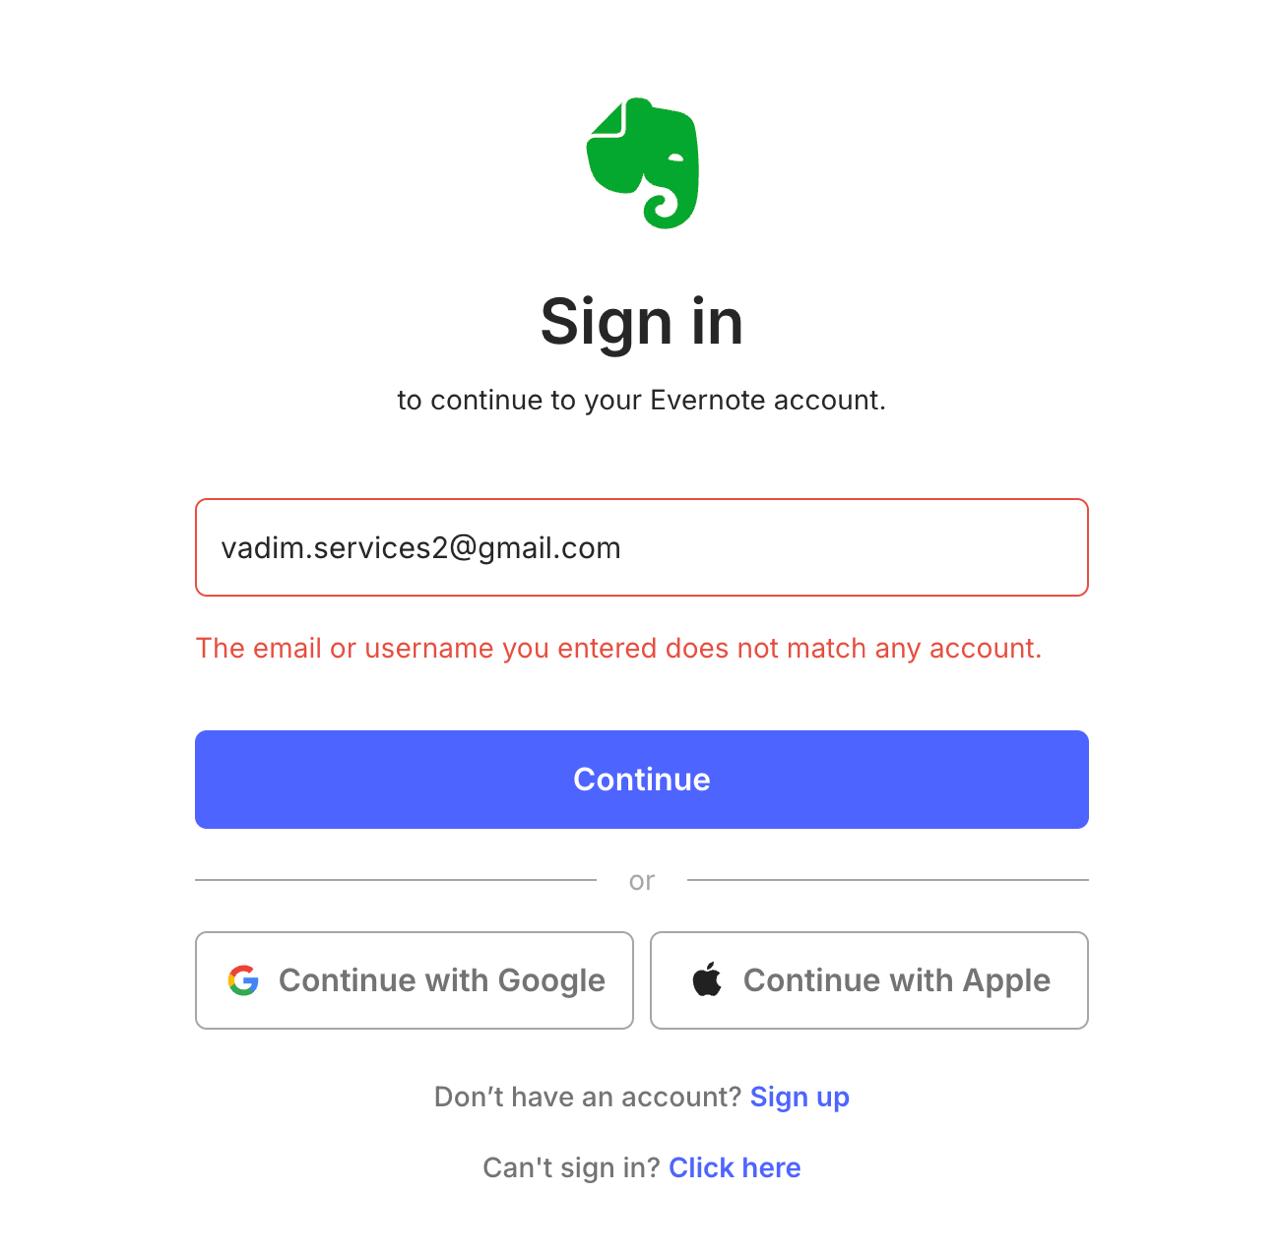 Sign in
to continue to your Evernote account.
vadim.services2@gmail.com
The email or username you entered does not match any account.
Continue
or
Continue with Google
Continue with Apple
Don’t have an account? Sign up
Can't sign in? Click here